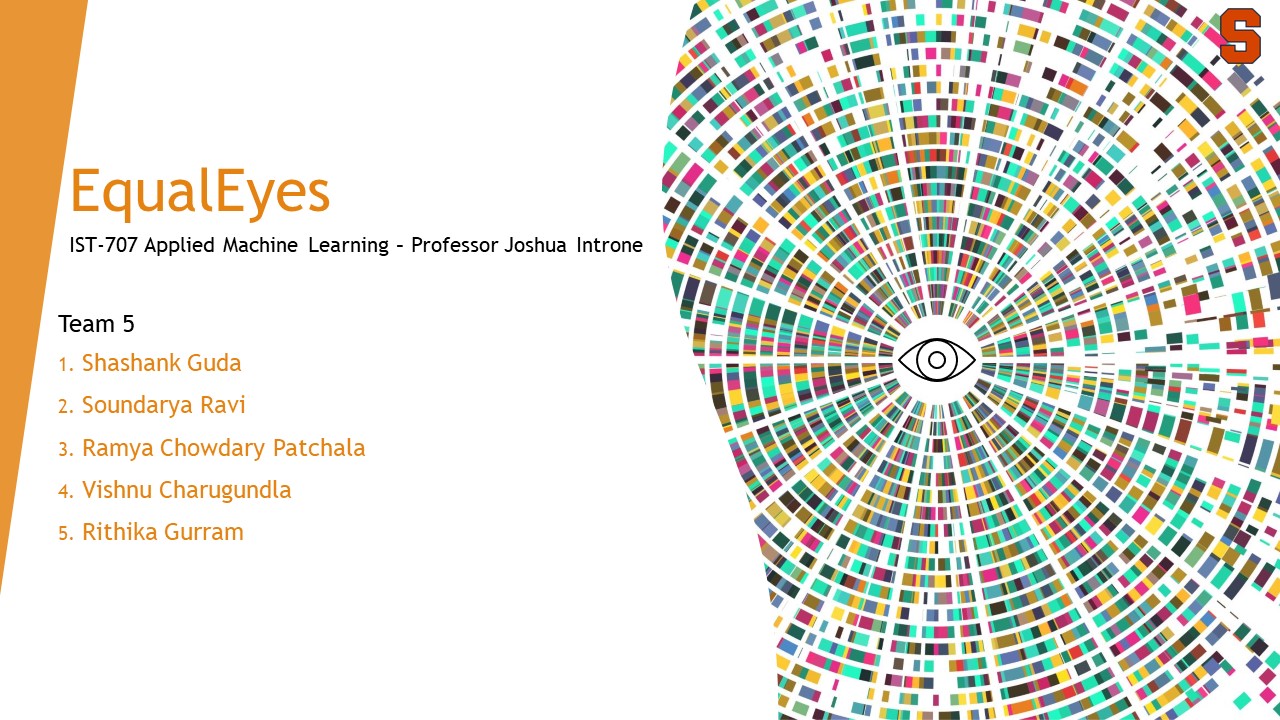 EqualEyes
IST-707 Applied Machine Learning – Professor Joshua Introne
Team 5
1. Shashank Guda
2. Soundarya Ravi
3. Ramya Chowdary Patchala
4. Vishnu Charugundla
5. Rithika Gurram
S